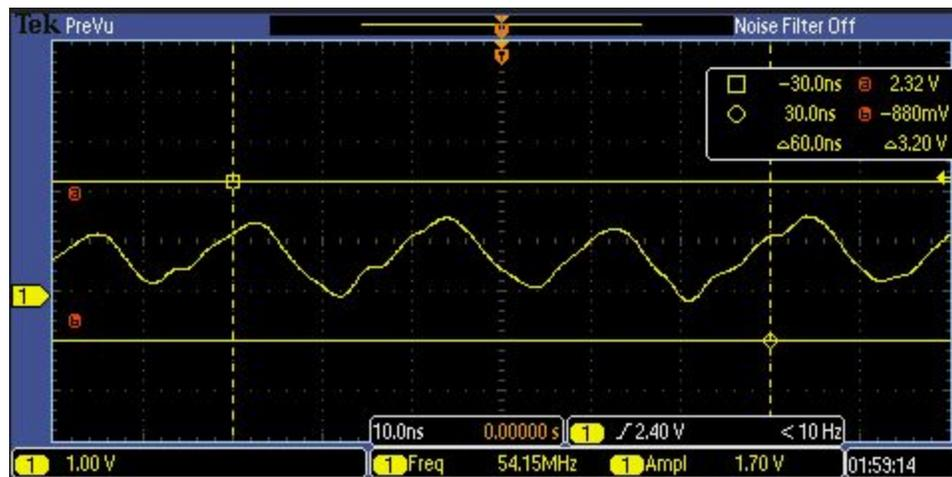 Tek PreVu Noise Filter Off
U
T
−30.0ns a 2.32 V
30.0ns b −880mV
△60.0ns △3.20 V
a
1
b
10.0ns 0.00000 s 1 2.40 V < 10 Hz
1 1.00 V 1 Freq 54.15MHz 1 Ampl 1.70 V 01:59:14